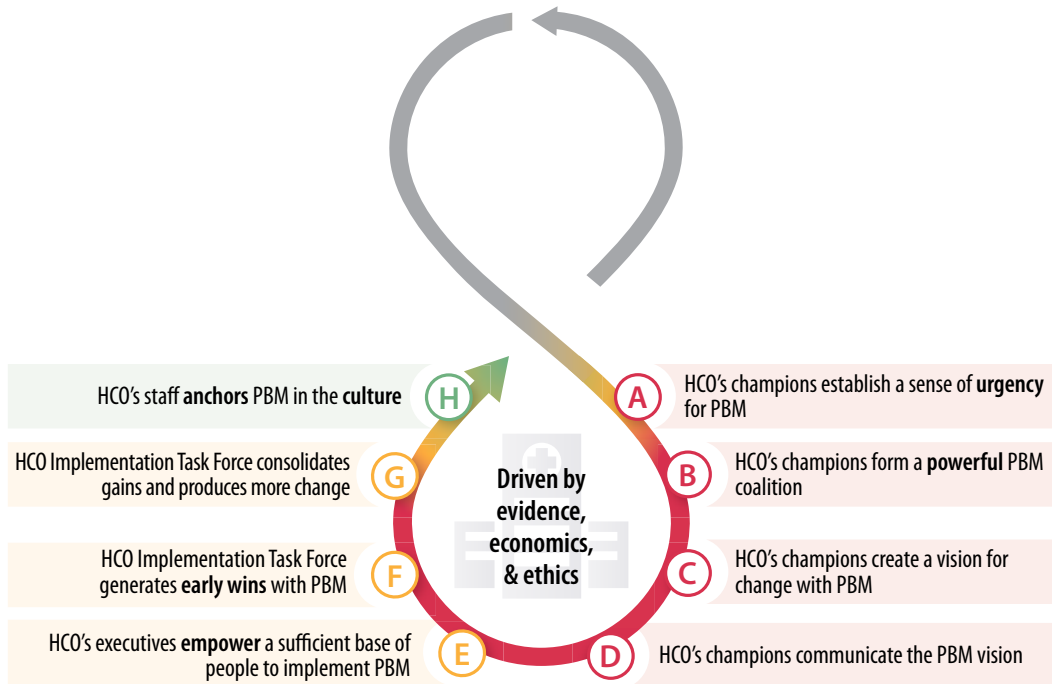 A
HCO's champions establish a sense of urgency
for PBM
B
HCO's champions form a powerful PBM
coalition
C
HCO's champions create a vision for
change with PBM
D
HCO's champions communicate the PBM vision
E
HCO's executives empower a sufficient base of
people to implement PBM
F
HCO Implementation Task Force
generates early wins with PBM
G
HCO Implementation Task Force consolidates
gains and produces more change
H
HCO's staff anchors PBM in the culture
Driven by
evidence,
economics,
& ethics